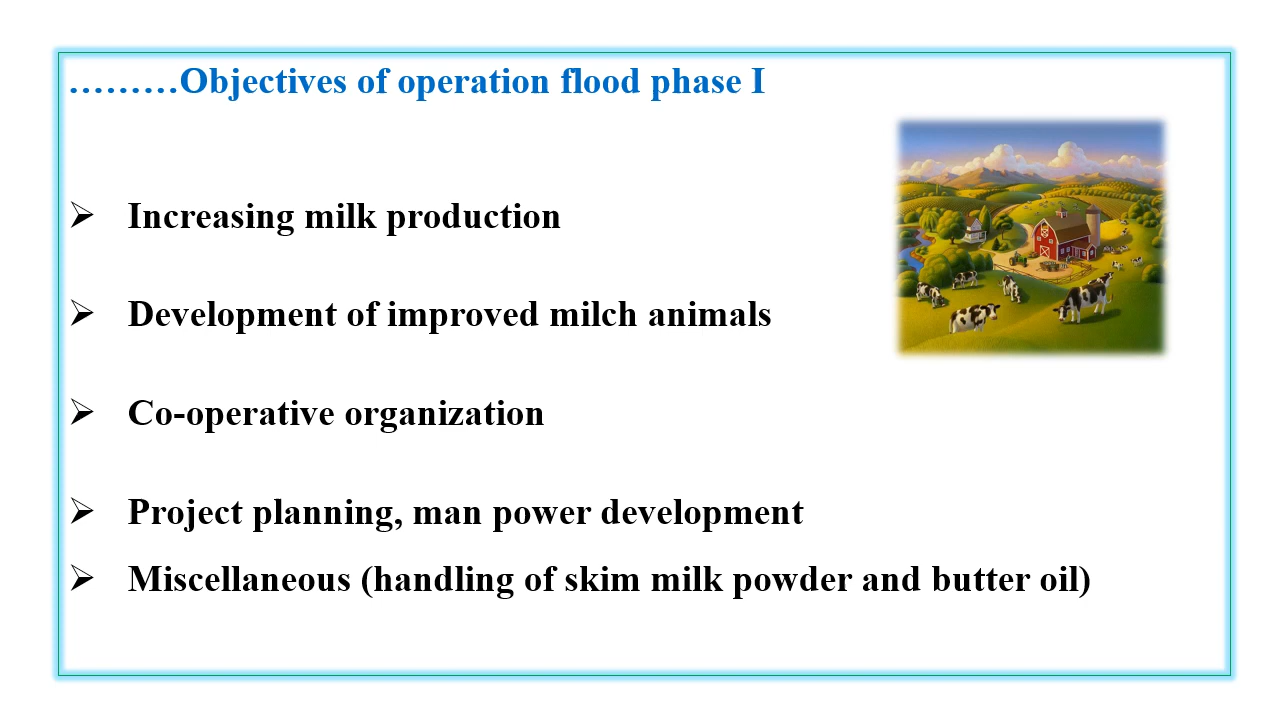 ………Objectives of operation flood phase I
➢ Increasing milk production
➢ Development of improved milch animals
➢ Co-operative organization
➢ Project planning, man power development
➢ Miscellaneous (handling of skim milk powder and butter oil)